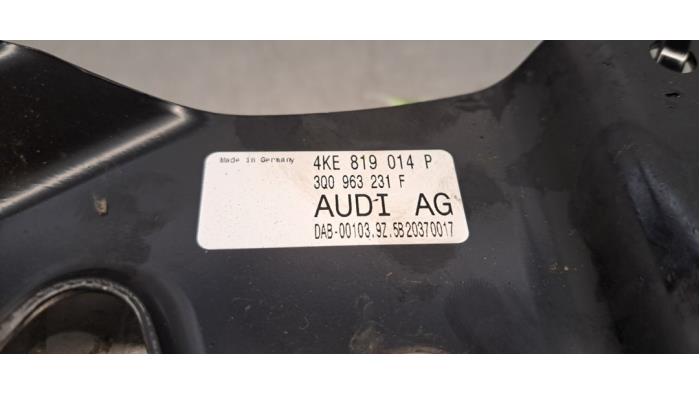 Made in Germany 4KE 819 014 P
3Q0 963 231 F
AUDI AG
DAB-00103.9Z.5B20370017